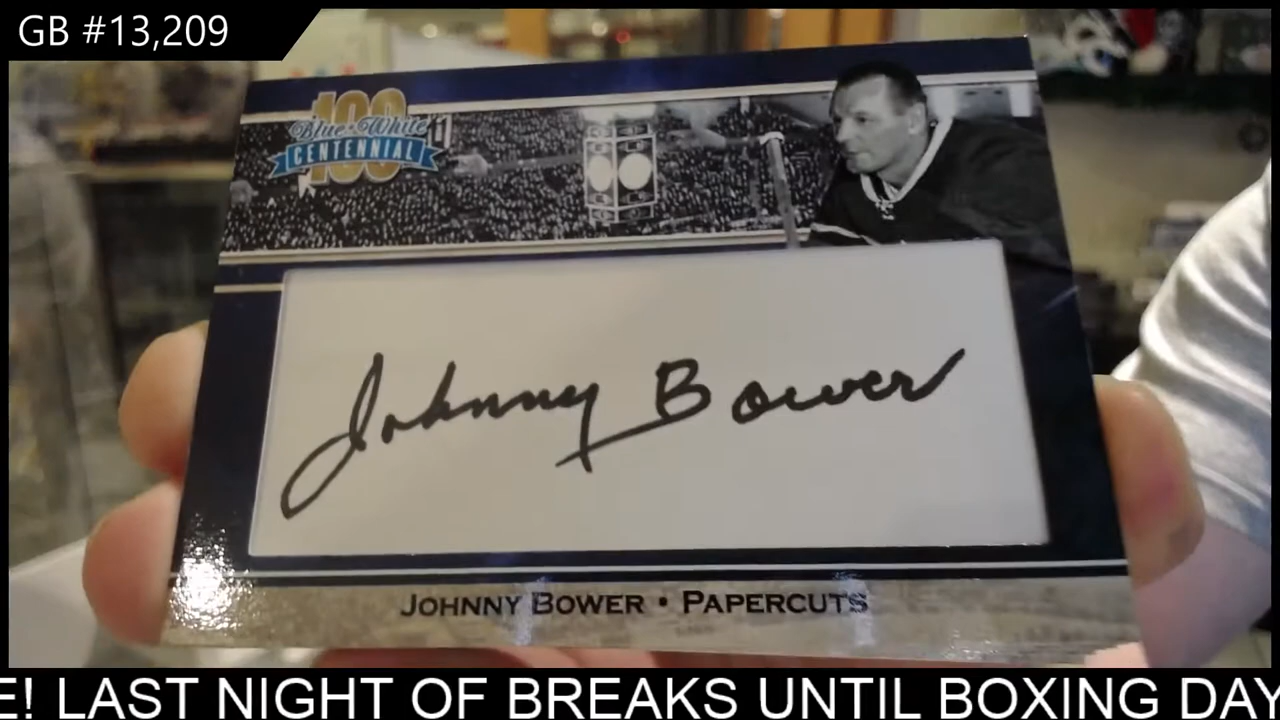 GB #13,209
100
Blue & White
CENTENNIAL
Johnny Bower
JOHNNY BOWER • PAPERCUTS
E! LAST NIGHT OF BREAKS UNTIL BOXING DAY